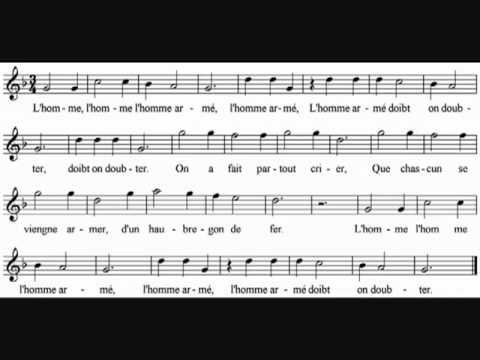 L'hom- me, l'hom- me l'homme ar- mé, l'homme ar- mé, L'homme ar- mé doibt on doub-
ter, doibt on doub- ter. On a fait par- tout cri- er, Que chas- cun se
viengne ar- mer, d'un hau- bre- gon de fer. L'hom- me l'hom me
l'homme ar- mé, l'homme ar- mé, l'homme ar- mé doibt on doub- ter.